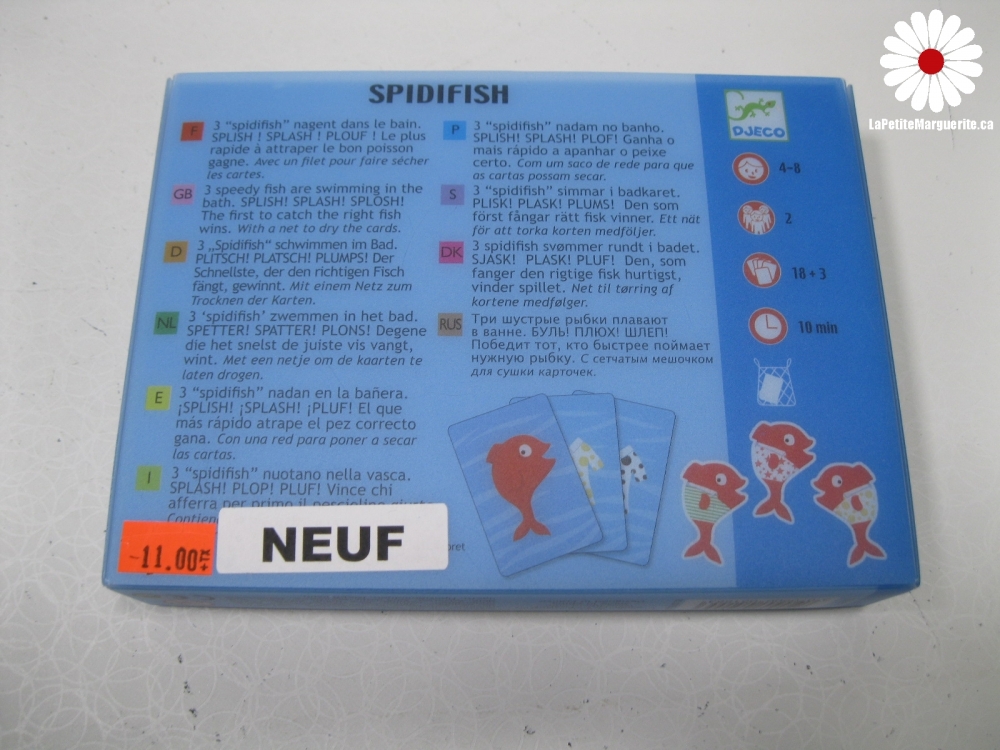 LaPetiteMarguerite.ca
SPIDIFISH
F
3 "spidifish" nagent dans le bain.
SPLISH ! SPLASH ! PLOUF ! Le plus
rapide à attraper le bon poisson
gagne. Avec un filet pour faire sécher
les cartes.
GB
3 speedy fish are swimming in the
bath. SPLISH! SPLASH! SPLOSH!
The first to catch the right fish
wins. With a net to dry the cards.
D
3 „Spidifish" schwimmen im Bad.
PLITSCH! PLATSCH! PLUMPS! Der
Schnellste, der den richtigen Fisch
fängt, gewinnt. Mit einem Netz zum
Trocknen der Karten.
NL
3 'spidifish' zwemmen in het bad.
SPETTER! SPATTER! PLONS! Degene
die het snelst de juiste vis vangt,
wint. Met een netje om de kaarten te
laten drogen.
E
3 "spidifish" nadan en la bañera.
¡SPLISH! ¡SPLASH! ¡PLUF! El que
más rápido atrape el pez correcto
gana. Con una red para poner a secar
las cartas.
I
3 "spidifish" nuotano nella vasca.
SPLASH! PLOP! PLUF! Vince chi
afferra per primo il pesciolino
P
3 "spidifish" nadam no banho.
SPLISH! SPLASH! PLOF! Ganha o
mais rápido a apanhar o peixe
certo. Com um saco de rede para que
as cartas possam secar.
S
3 "spidifish" simmar i badkaret.
PLISK! PLASK! PLUMS! Den som
först fångar rätt fisk vinner. Ett nät
för att torka korten medföljer.
DK
3 spidifish svømmer rundt i badet.
SJASK! PLASK! PLUF! Den, som
fanger den rigtige fisk hurtigst,
vinder spillet. Net til tørring af
kortene medfølger.
RUS
Три шустрые рыбки плавают
в ванне. БУЛЬ! ПЛЮХ! ШЛЕП!
Победит тот, кто быстрее поймает
нужную рыбку. С сетчатым мешочком
для сушки карточек.
DJECO
4-8
2
18 + 3
10 min
-11.00
NEUF